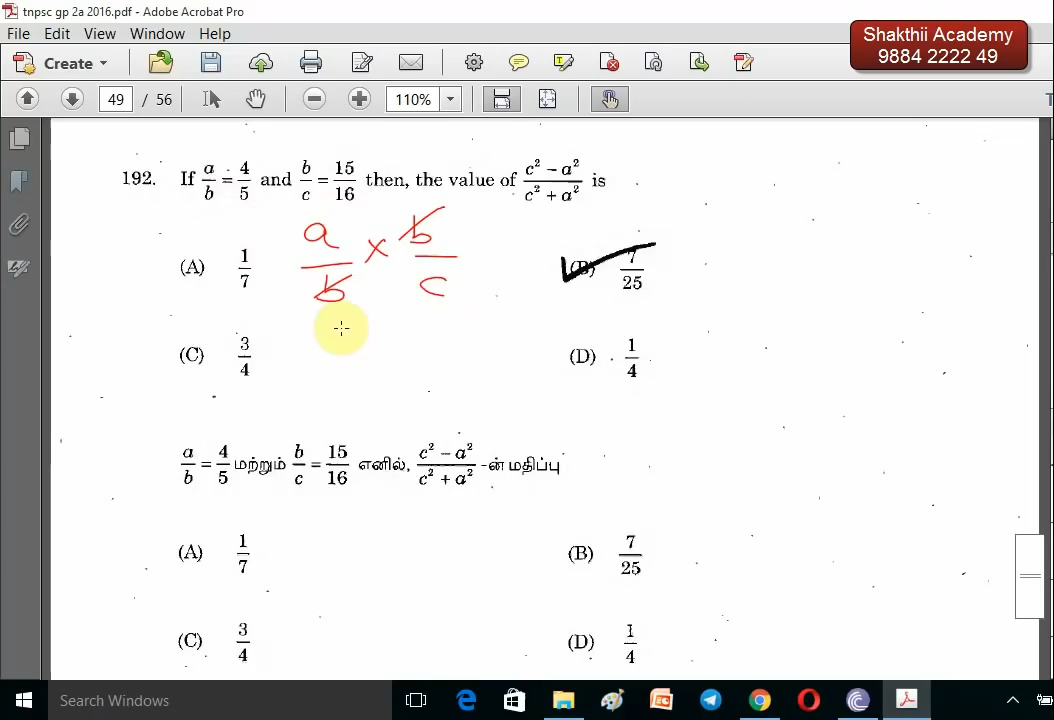 tnpsc gp 2a 2016.pdf - Adobe Acrobat Pro
File Edit View Window Help
Shakthii Academy
9884 2222 49
Create
49 / 56 110%
192. If a/b = 4/5 and b/c = 15/16 then, the value of (c² − a²)/(c² + a²) is
a/b × b/c
(A) 1/7 (B) 7/25
(C) 3/4 (D) 1/4
a/b = 4/5 மற்றும் b/c = 15/16 எனில், (c² − a²)/(c² + a²) -ன் மதிப்பு
(A) 1/7 (B) 7/25
(C) 3/4 (D) 1/4
Search Windows